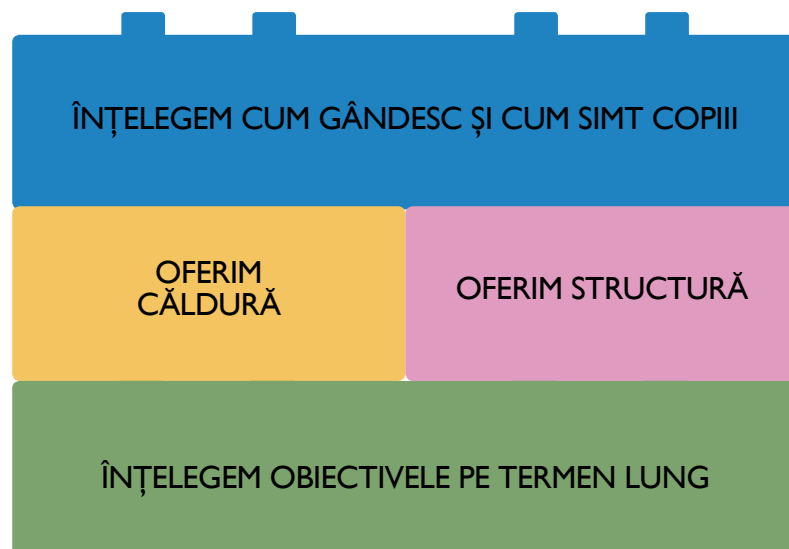 ÎNȚELEGEM CUM GÂNDESC ȘI CUM SIMT COPIII
OFERIM
CĂLDURĂ
OFERIM STRUCTURĂ
ÎNȚELEGEM OBIECTIVELE PE TERMEN LUNG